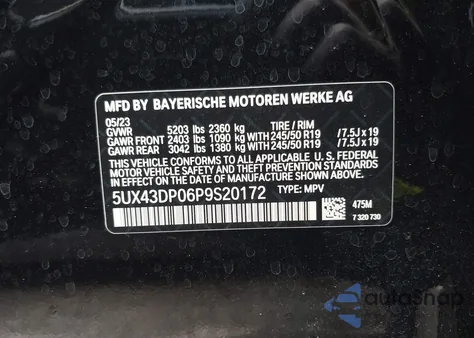 MFD BY BAYERISCHE MOTOREN WERKE AG
05/23
GVWR 5203 lbs 2360 kg TIRE / RIM
GAWR FRONT 2403 lbs 1090 kg WITH 245/50 R19 /7.5J x 19
GAWR REAR 3042 lbs 1380 kg WITH 245/50 R19 /7.5J x 19
THIS VEHICLE CONFORMS TO ALL APPLICABLE U.S. FEDERAL
MOTOR VEHICLE SAFETY, BUMPER, AND THEFT PREVENTION
STANDARDS IN EFFECT ON THE DATE OF MANUFACTURE
SHOWN ABOVE.
5UX43DP06P9S20172 TYPE: MPV
475M
7 320 730
autoSnap